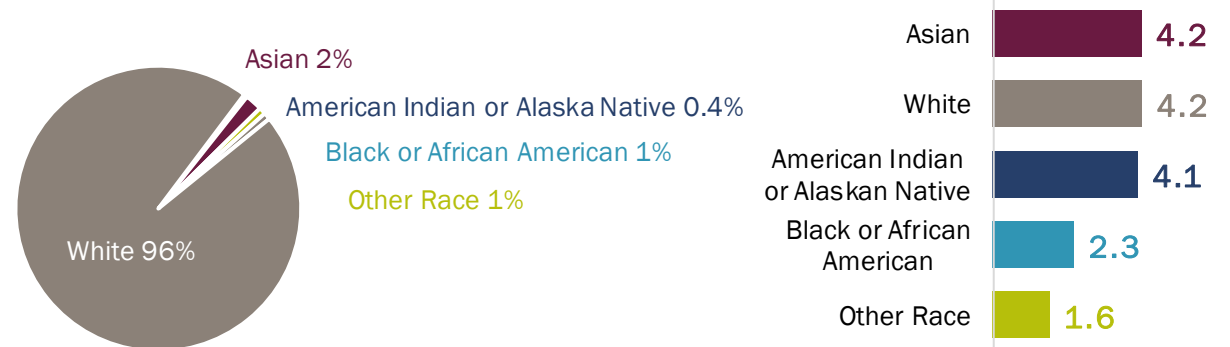 Asian 2%
American Indian or Alaska Native 0.4%
Black or African American 1%
Other Race 1%
White 96%
Asian 4.2
White 4.2
American Indian
or Alaskan Native 4.1
Black or African
American 2.3
Other Race 1.6